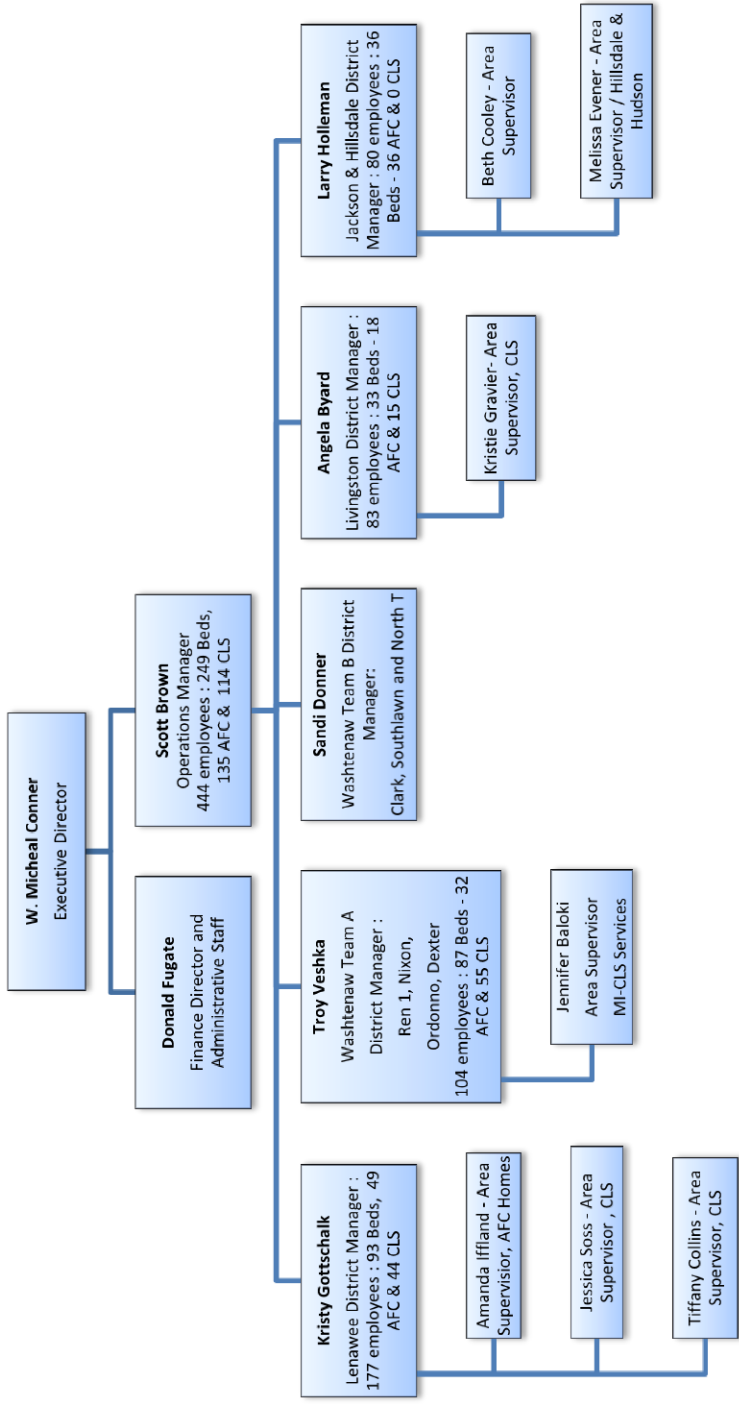 W. Micheal Conner
Executive Director
Donald Fugate
Finance Director and
Administrative Staff
Scott Brown
Operations Manager
444 employees : 249 Beds,
135 AFC & 114 CLS
Kristy Gottschalk
Lenawee District Manager :
177 employees : 93 Beds, 49
AFC & 44 CLS
Amanda Iffland - Area
Supervisior, AFC Homes
Jessica Soss - Area
Supervisor , CLS
Tiffany Collins - Area
Supervisor, CLS
Troy Veshka
Washtenaw Team A
District Manager :
Ren 1, Nixon,
Ordonno, Dexter
104 employees : 87 Beds - 32
AFC & 55 CLS
Jennifer Baloki
Area Supervisor
MI-CLS Services
Sandi Donner
Washtenaw Team B District
Manager:
Clark, Southlawn and North T
Angela Byard
Livingston District Manager :
83 employees : 33 Beds - 18
AFC & 15 CLS
Kristie Gravier- Area
Supervisor, CLS
Larry Holleman
Jackson & Hillsdale District
Manager : 80 employees : 36
Beds - 36 AFC & 0 CLS
Beth Cooley - Area
Supervisor
Melissa Evener - Area
Supervisor / Hillsdale &
Hudson